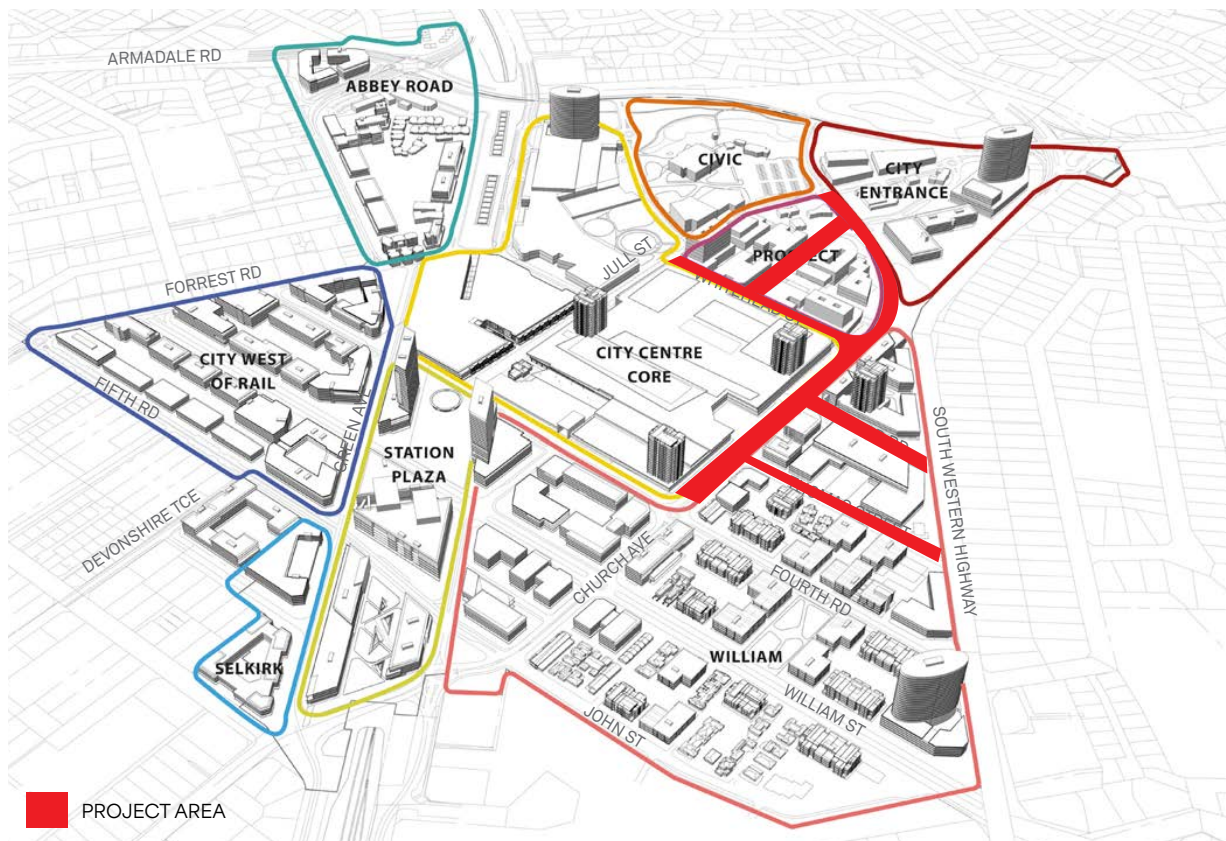 ARMADALE RD
ABBEY ROAD
CIVIC
CITY
ENTRANCE
JULL ST
FORREST RD
CITY CENTRE
CORE
CITY WEST
OF RAIL
FIFTH RD
GREEN AVE
STATION
PLAZA
SOUTH WESTERN HIGHWAY
DEVONSHIRE TCE
CHURCH AVE
FOURTH RD
SELKIRK
WILLIAM
WILLIAM ST
JOHN ST
PROJECT AREA